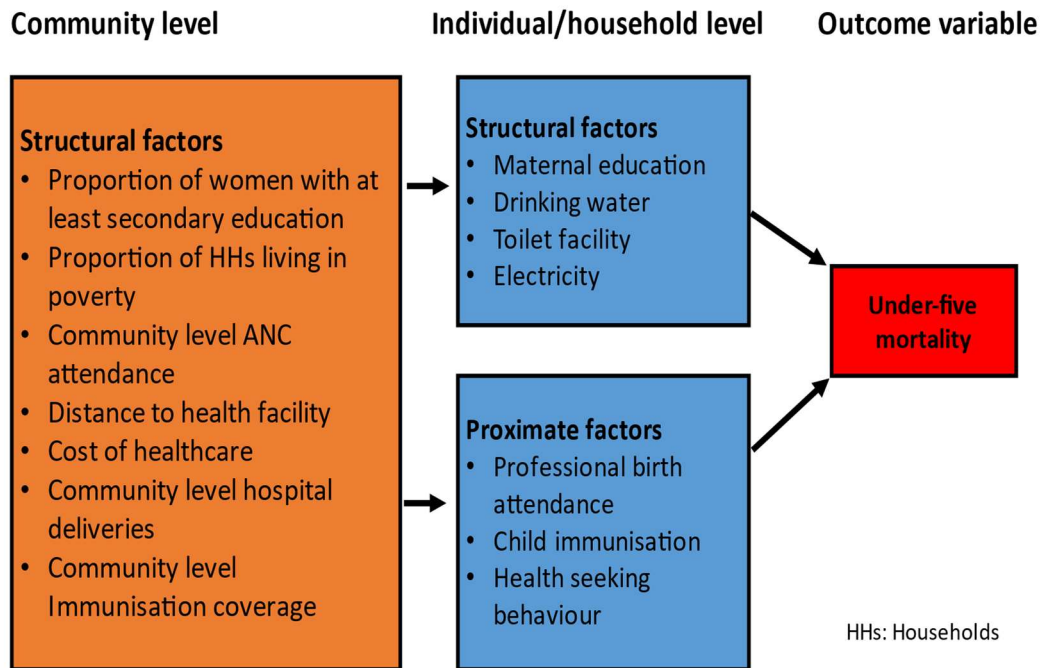 Community level
Structural factors
• Proportion of women with at
least secondary education
• Proportion of HHs living in
poverty
• Community level ANC
attendance
• Distance to health facility
• Cost of healthcare
• Community level hospital
deliveries
• Community level
Immunisation coverage
Individual/household level
Structural factors
• Maternal education
• Drinking water
• Toilet facility
• Electricity
Proximate factors
• Professional birth
attendance
• Child immunisation
• Health seeking
behaviour
Outcome variable
Under-five
mortality
HHs: Households